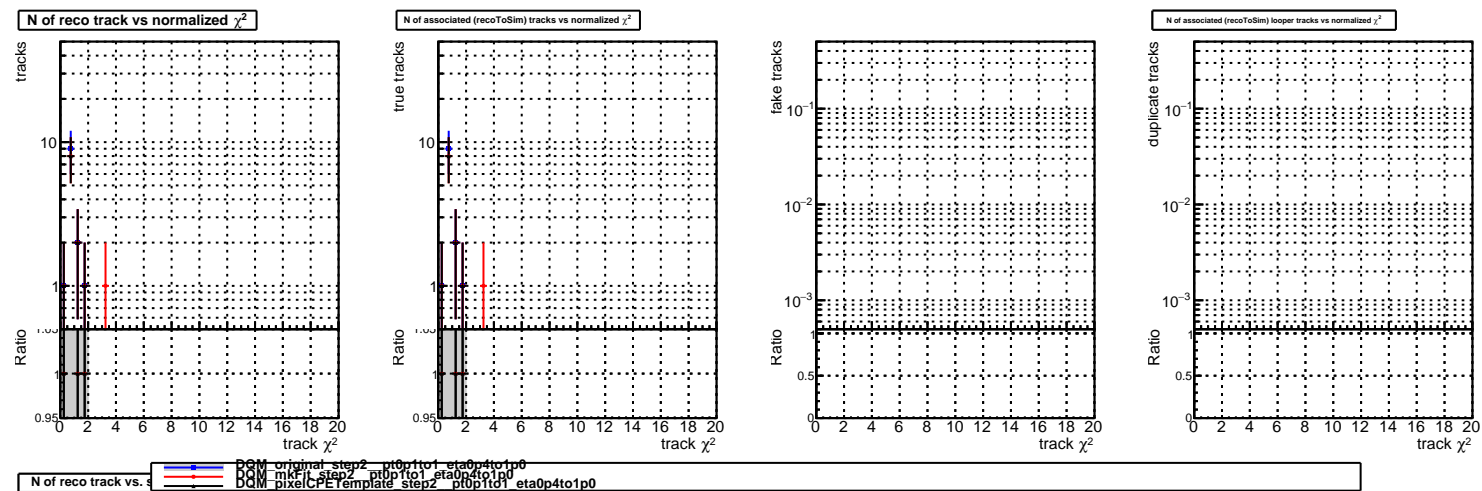 N of reco track vs normalized χ²
N of associated (recoToSim) tracks vs normalized χ²
N of associated (recoToSim) looper tracks vs normalized χ²
tracks
10
1
Ratio
1.05
1
0.95
0 2 4 6 8 10 12 14 16 18 20
track χ²
true tracks
10
1
Ratio
1.05
1
0.95
0 2 4 6 8 10 12 14 16 18 20
track χ²
fake tracks
10⁻¹
10⁻²
10⁻³
Ratio
1
0.5
0
0 2 4 6 8 10 12 14 16 18 20
track χ²
duplicate tracks
10⁻¹
10⁻²
10⁻³
Ratio
1
0.5
0
0 2 4 6 8 10 12 14 16 18 20
track χ²
DQM_original_step2__pt0p1to1_eta0p4to1p0
DQM_mkFit_step2__pt0p1to1_eta0p4to1p0
DQM_pixelCPETemplate_step2__pt0p1to1_eta0p4to1p0
N of reco track vs.